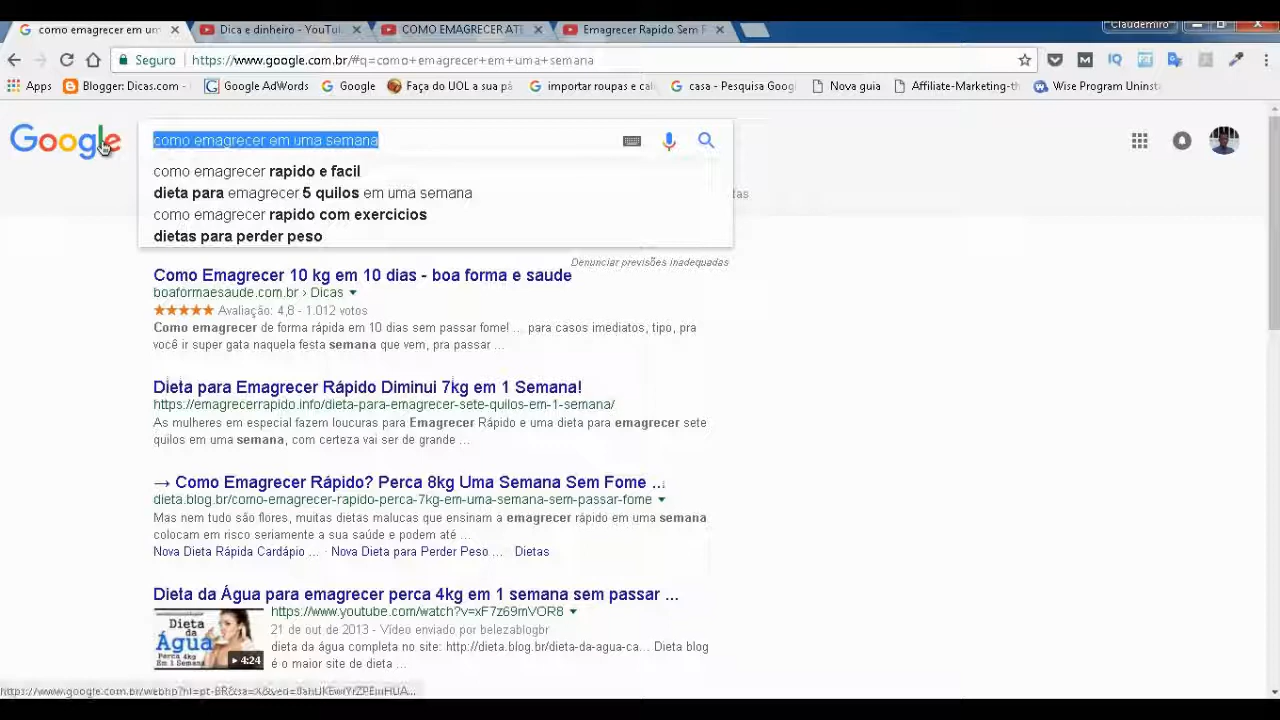 como emagrecer em um
Dica e dinheiro - YouTul
COMO EMAGRECER ATE
Emagrecer Rapido Sem F
Claudemiro
Seguro
https://www.google.com.br/#q=como+emagrecer+em+uma+semana
Apps
Blogger: Dicas.com -
Google AdWords
Google
Faça do UOL a sua pá
importar roupas e cal
casa - Pesquisa Goog
Nova guia
Affiliate-Marketing-th
Wise Program Uninsta
Google
como emagrecer em uma semana
como emagrecer rapido e facil
dieta para emagrecer 5 quilos em uma semana
tas
como emagrecer rapido com exercicios
dietas para perder peso
Denunciar previsões inadequadas
Como Emagrecer 10 kg em 10 dias - boa forma e saude
boaformaesaude.com.br › Dicas
Avaliação: 4,8 - 1.012 votos
Como emagrecer de forma rápida em 10 dias sem passar fome! ... para casos imediatos, tipo, pra
você ir super gata naquela festa semana que vem, pra passar ...
Dieta para Emagrecer Rápido Diminui 7kg em 1 Semana!
https://emagrecerrapido.info/dieta-para-emagrecer-sete-quilos-em-1-semana/
As mulheres em especial fazem loucuras para Emagrecer Rápido e uma dieta para emagrecer sete
quilos em uma semana, com certeza vai ser de grande ...
→ Como Emagrecer Rápido? Perca 8kg Uma Semana Sem Fome ...
dieta.blog.br/como-emagrecer-rapido-perca-7kg-em-uma-semana-sem-passar-fome
Mas nem tudo são flores, muitas dietas malucas que ensinam a emagrecer rápido em uma semana
colocam em risco seriamente a sua saúde e podem até ...
Nova Dieta Rápida Cardápio ... · Nova Dieta para Perder Peso ... · Dietas
Dieta da Água para emagrecer perca 4kg em 1 semana sem passar ...
https://www.youtube.com/watch?v=xF7z69mVOR8
21 de out de 2013 - Vídeo enviado por belezablogbr
dieta da água completa no site: http://dieta.blog.br/dieta-da-agua-ca... Dieta blog
é o maior site de dieta ...
Dieta
da
Água
Perca 4kg
Em 1 Semana
4:24